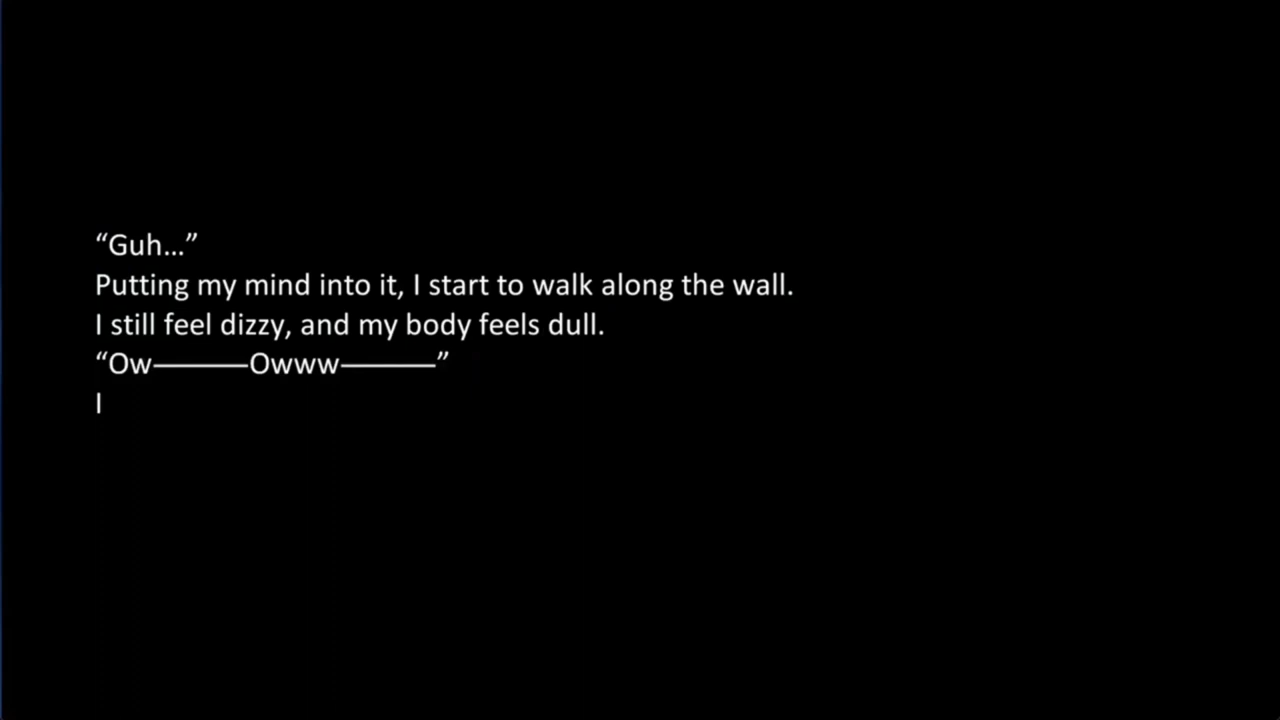 “Guh…”
Putting my mind into it, I start to walk along the wall.
I still feel dizzy, and my body feels dull.
“Ow————Owww————”
I